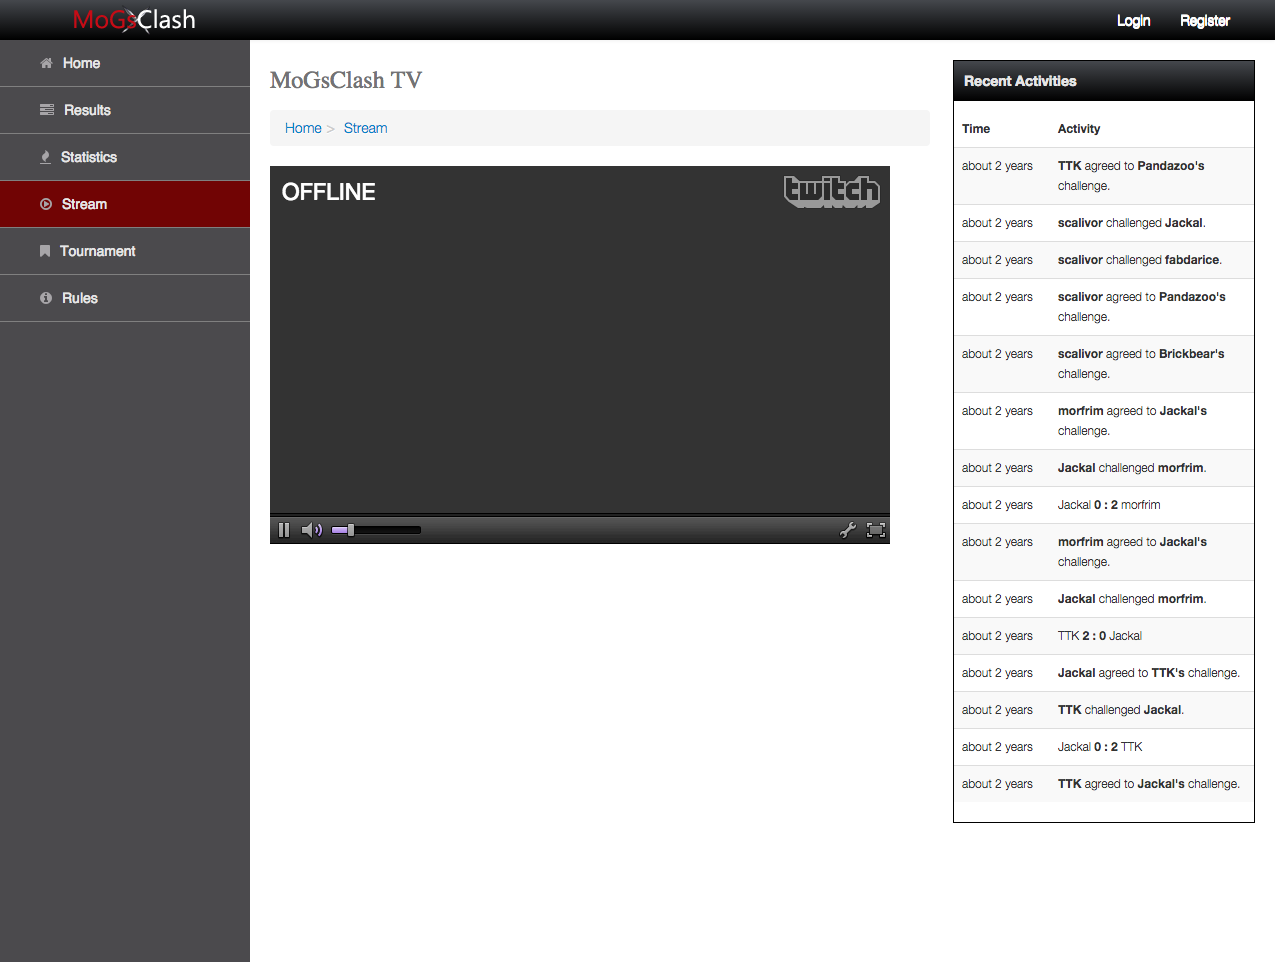 MoGsClash
Login Register
Home
Results
Statistics
Stream
Tournament
Rules
MoGsClash TV
Home > Stream
OFFLINE
twitch
Recent Activities
Time Activity
about 2 years TTK agreed to Pandazoo's
challenge.
about 2 years scalivor challenged Jackal.
about 2 years scalivor challenged fabdarice.
about 2 years scalivor agreed to Pandazoo's
challenge.
about 2 years scalivor agreed to Brickbear's
challenge.
about 2 years morfrim agreed to Jackal's
challenge.
about 2 years Jackal challenged morfrim.
about 2 years Jackal 0 : 2 morfrim
about 2 years morfrim agreed to Jackal's
challenge.
about 2 years Jackal challenged morfrim.
about 2 years TTK 2 : 0 Jackal
about 2 years Jackal agreed to TTK's challenge.
about 2 years TTK challenged Jackal.
about 2 years Jackal 0 : 2 TTK
about 2 years TTK agreed to Jackal's challenge.